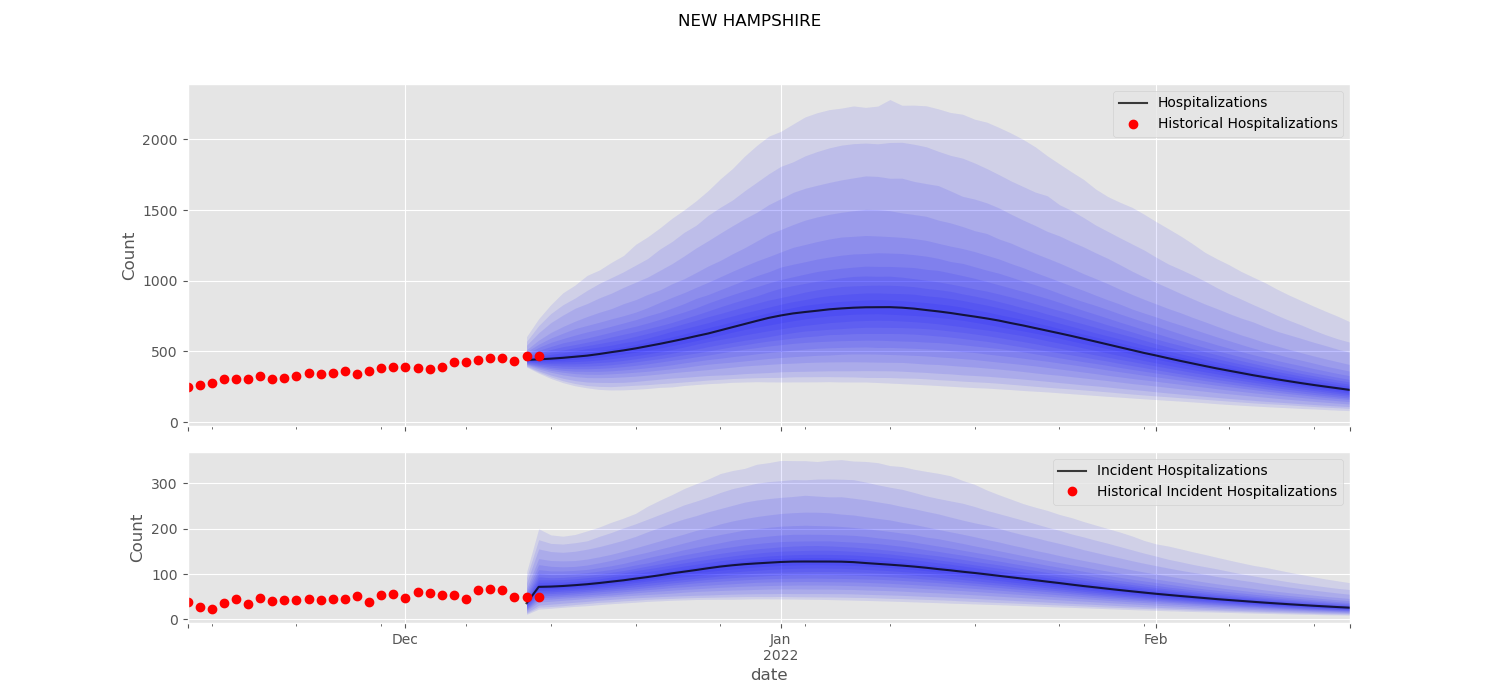 NEW HAMPSHIRE
Hospitalizations
Historical Hospitalizations
2000
1500
1000
500
0
Count
Incident Hospitalizations
Historical Incident Hospitalizations
300
200
100
0
Count
Dec
Jan
2022
Feb
date